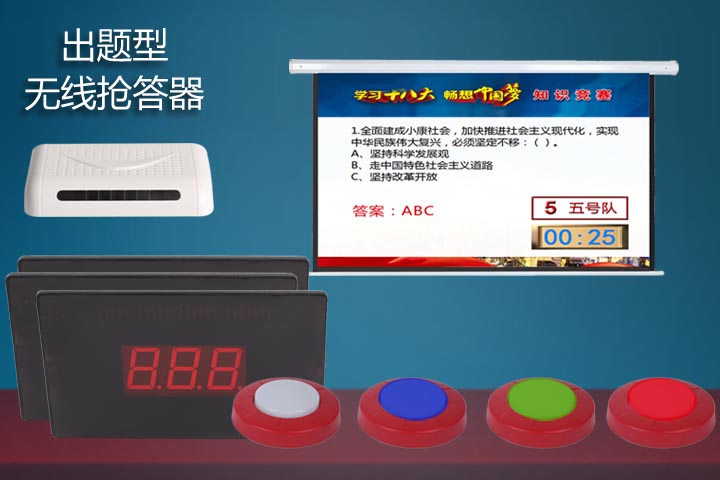 出题型
无线抢答器
学习十八大 畅想中国梦 知识竞赛
1.全面建成小康社会，加快推进社会主义现代化，实现
中华民族伟大复兴，必须坚定不移：（ ）。
A、坚持科学发展观
B、走中国特色社会主义道路
C、坚持改革开放
答案：ABC
5 五号队
00:25
8.8.8